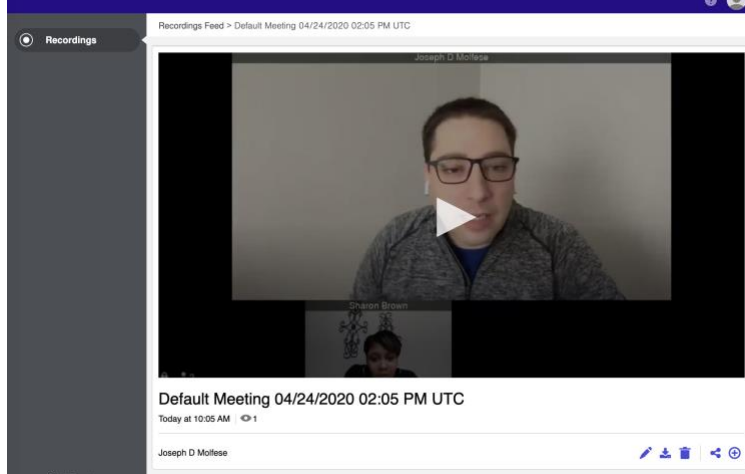 Recordings
Recordings Feed > Default Meeting 04/24/2020 02:05 PM UTC
Joseph D Molfese
Sharon Brown
Default Meeting 04/24/2020 02:05 PM UTC
Today at 10:05 AM 1
Joseph D Molfese